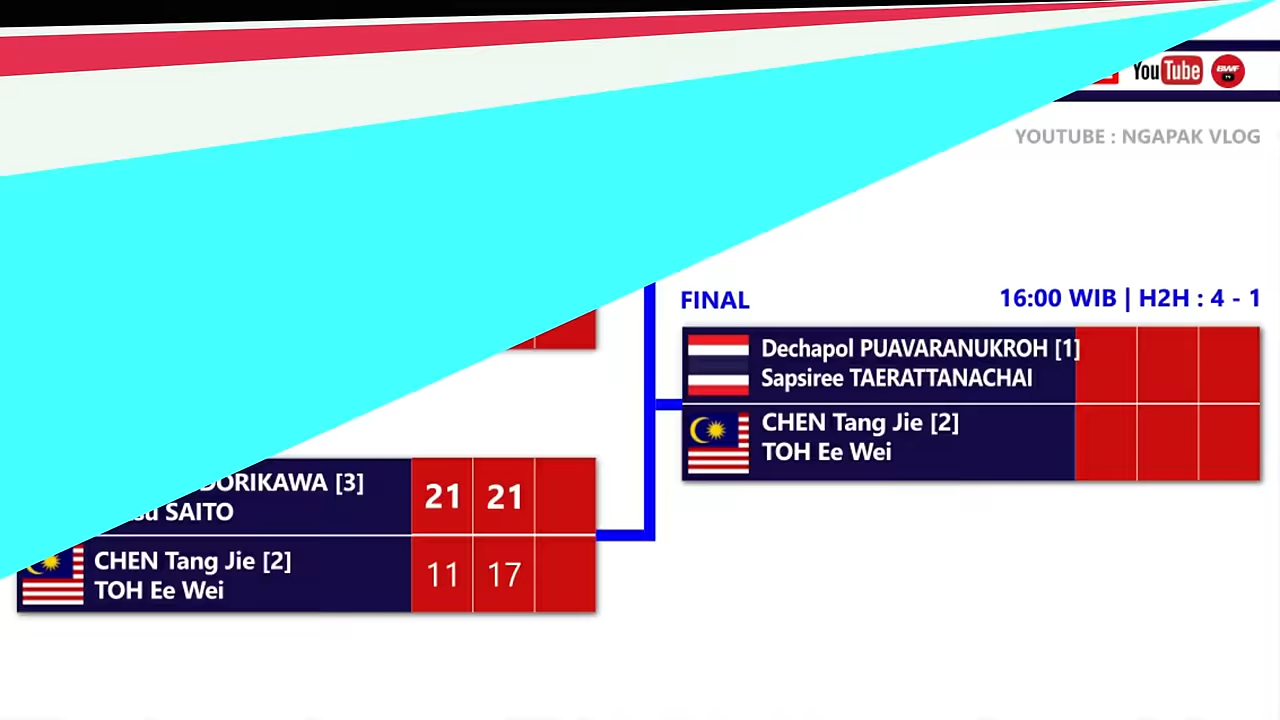 YouTube
BWF
YOUTUBE : NGAPAK VLOG
FINAL
16:00 WIB | H2H : 4 - 1
Dechapol PUAVARANUKROH [1]
Sapsiree TAERATTANACHAI
CHEN Tang Jie [2]
TOH Ee Wei
DORIKAWA [3]
SAITO
21 21
CHEN Tang Jie [2]
TOH Ee Wei
11 17